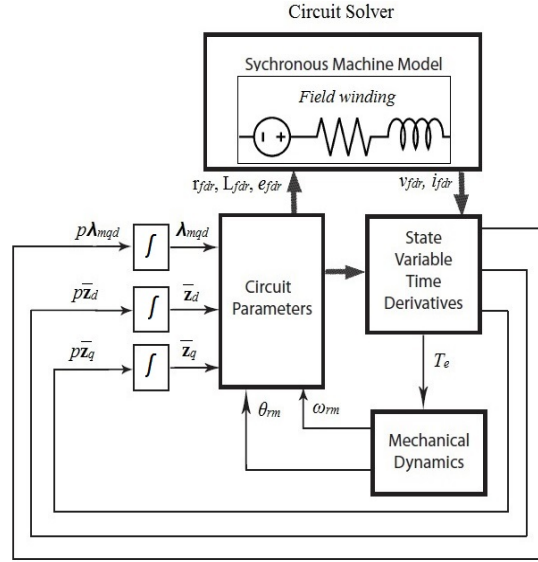 Circuit Solver
Sychronous Machine Model
Field winding
r_fdr, L_fdr, e_fdr
v_fdr, i_fdr
pλ_mqd
∫
λ_mqd
pz̄_d
∫
z̄_d
pz̄_q
∫
z̄_q
Circuit
Parameters
State
Variable
Time
Derivatives
T_e
θ_rm
ω_rm
Mechanical
Dynamics